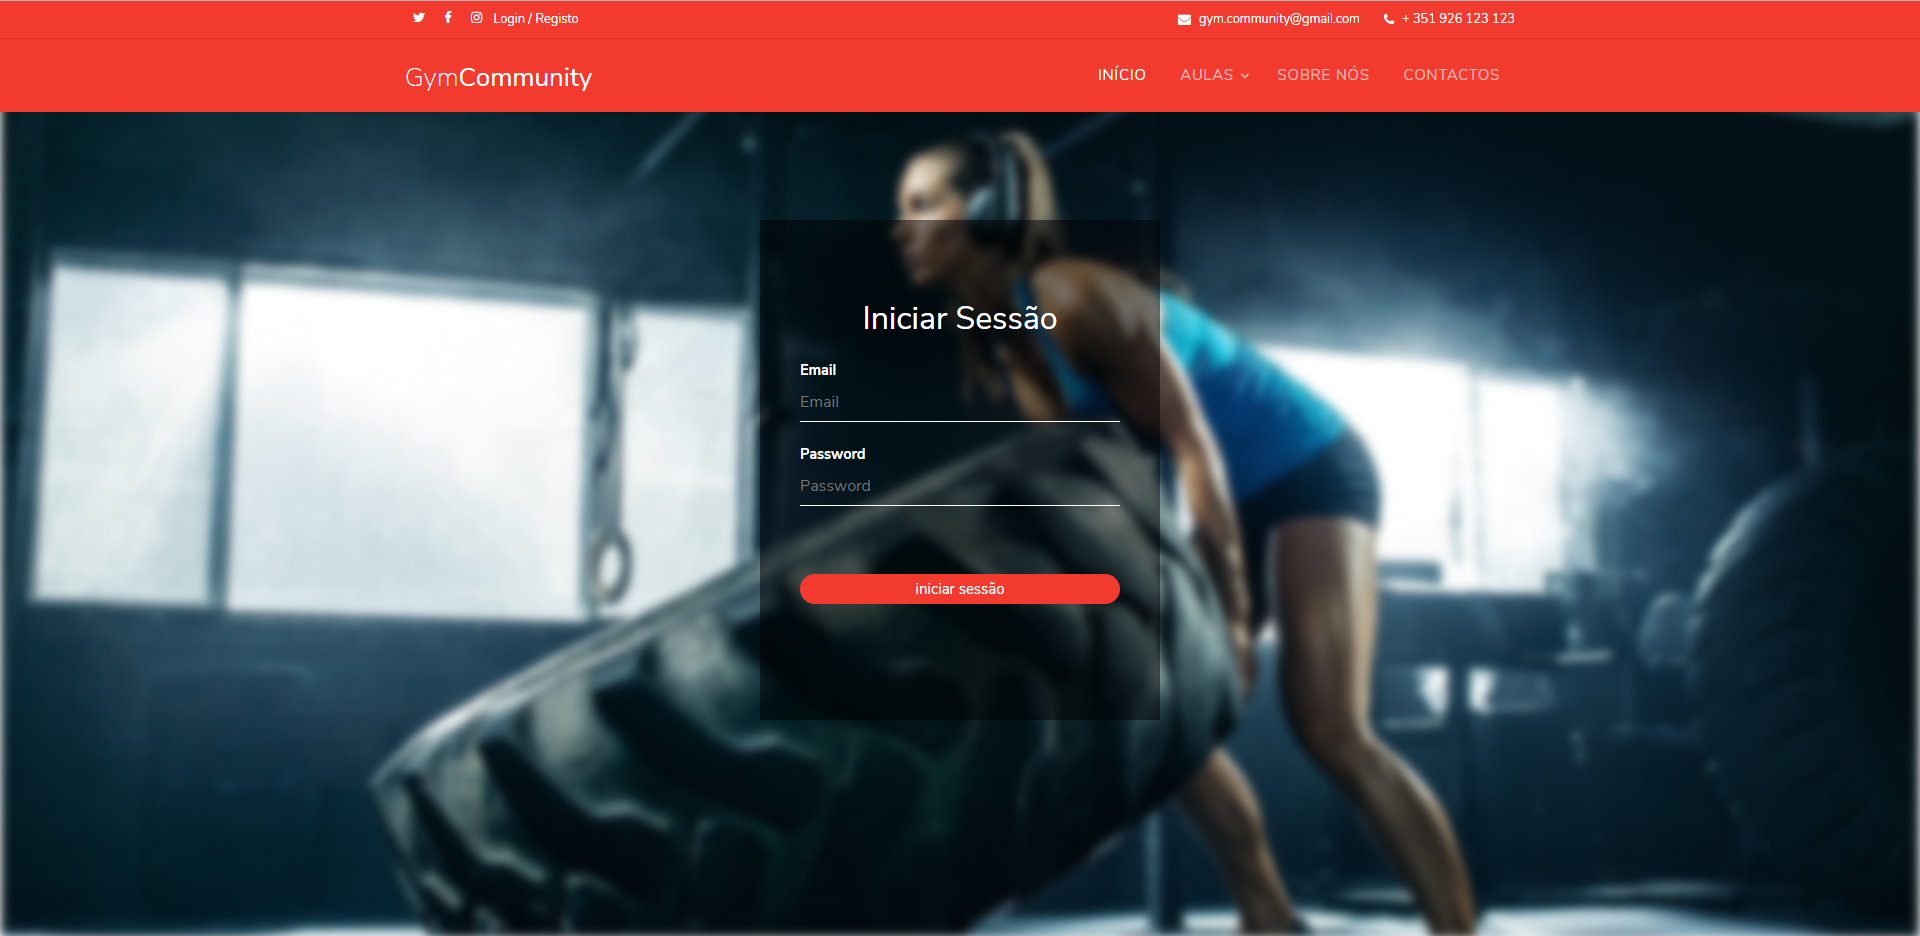 Login / Registo
gym.community@gmail.com
+ 351 926 123 123
GymCommunity
INÍCIO
AULAS
SOBRE NÓS
CONTACTOS
Iniciar Sessão
Email
Email
Password
Password
iniciar sessão